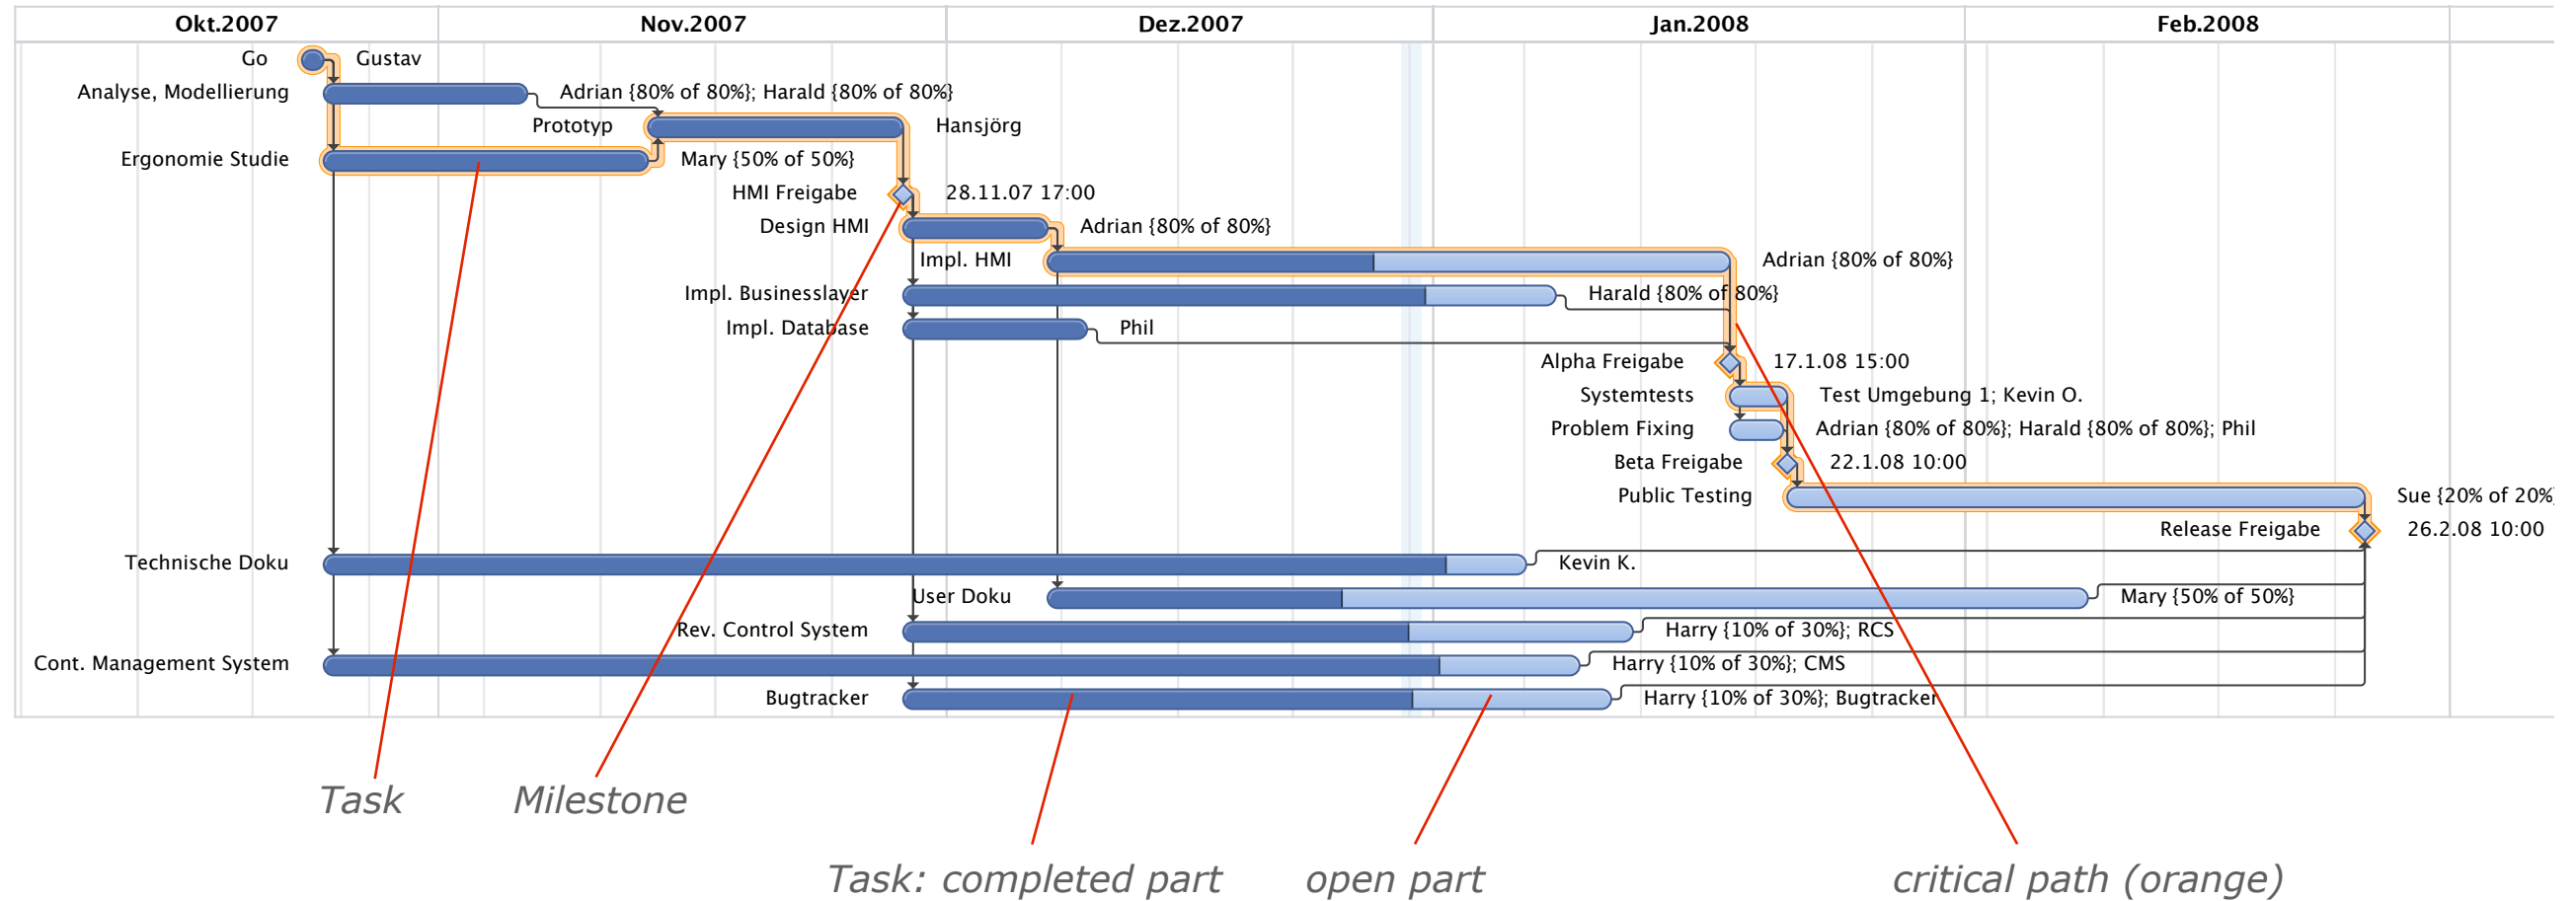 Okt.2007 Nov.2007 Dez.2007 Jan.2008 Feb.2008
Go Gustav
Analyse, Modellierung Adrian {80% of 80%}; Harald {80% of 80%}
Prototyp Hansjörg
Ergonomie Studie Mary {50% of 50%}
HMI Freigabe 28.11.07 17:00
Design HMI Adrian {80% of 80%}
Impl. HMI Adrian {80% of 80%}
Impl. Businesslayer Harald {80% of 80%}
Impl. Database Phil
Alpha Freigabe 17.1.08 15:00
Systemtests Test Umgebung 1; Kevin O.
Problem Fixing Adrian {80% of 80%}; Harald {80% of 80%}; Phil
Beta Freigabe 22.1.08 10:00
Public Testing Sue {20% of 20%
Release Freigabe 26.2.08 10:00
Technische Doku Kevin K.
User Doku Mary {50% of 50%}
Rev. Control System Harry {10% of 30%}; RCS
Cont. Management System Harry {10% of 30%}; CMS
Bugtracker Harry {10% of 30%}; Bugtracker
Task Milestone
Task: completed part open part critical path (orange)